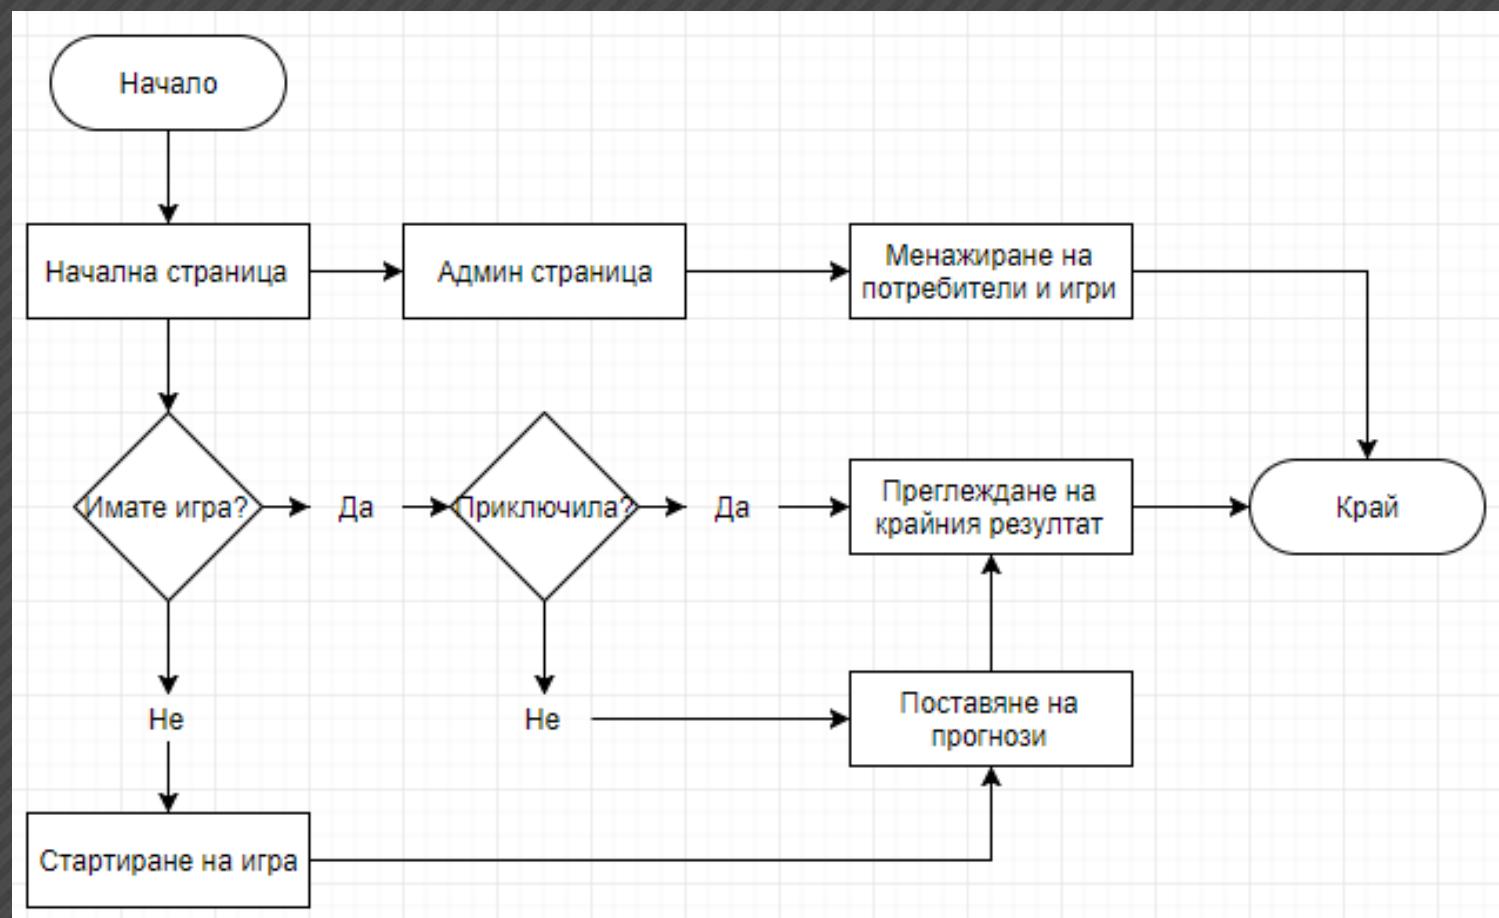 Начало
Начална страница
Админ страница
Менажиране на
потребители и игри
Имате игра?
Да
Приключила?
Да
Преглеждане на
крайния резултат
Край
Не
Не
Поставяне на
прогнози
Стартиране на игра